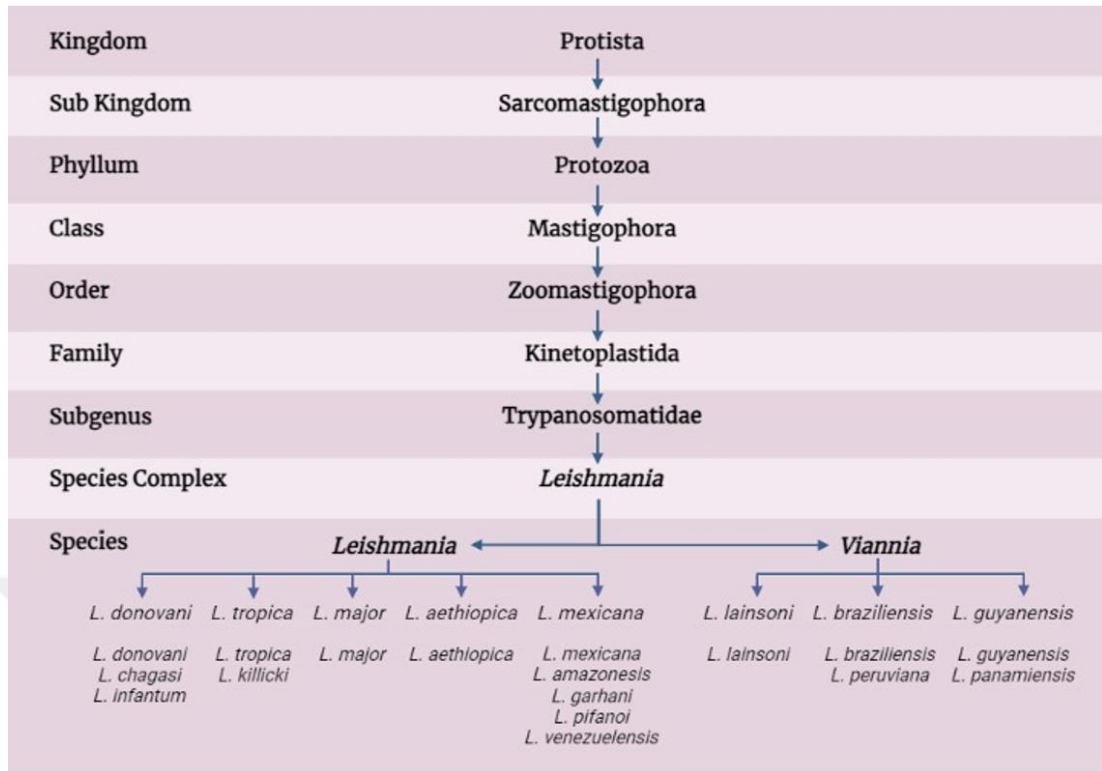 Kingdom Protista
Sub Kingdom Sarcomastigophora
Phyllum Protozoa
Class Mastigophora
Order Zoomastigophora
Family Kinetoplastida
Subgenus Trypanosomatidae
Species Complex Leishmania
Species Leishmania Viannia
L. donovani L. tropica L. major L. aethiopica L. mexicana L. lainsoni L. braziliensis L. guyanensis
L. donovani L. tropica L. major L. aethiopica L. mexicana L. lainsoni L. braziliensis L. guyanensis
L. chagasi L. killicki L. amazonesis L. peruviana L. panamiensis
L. infantum L. garhani
L. pifanoi
L. venezuelensis